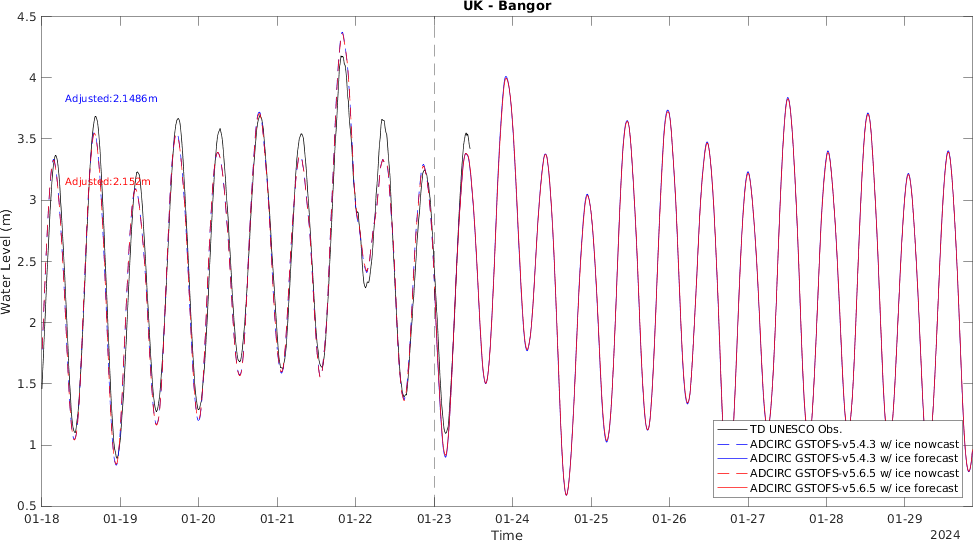 UK - Bangor
4.5
4
3.5
3
2.5
2
1.5
1
0.5
Water Level (m)
Adjusted:2.1486m
Adjusted:2.152m
TD UNESCO Obs.
ADCIRC GSTOFS-v5.4.3 w/ ice nowcast
ADCIRC GSTOFS-v5.4.3 w/ ice forecast
ADCIRC GSTOFS-v5.6.5 w/ ice nowcast
ADCIRC GSTOFS-v5.6.5 w/ ice forecast
01-18 01-19 01-20 01-21 01-22 01-23 01-24 01-25 01-26 01-27 01-28 01-29
Time
2024